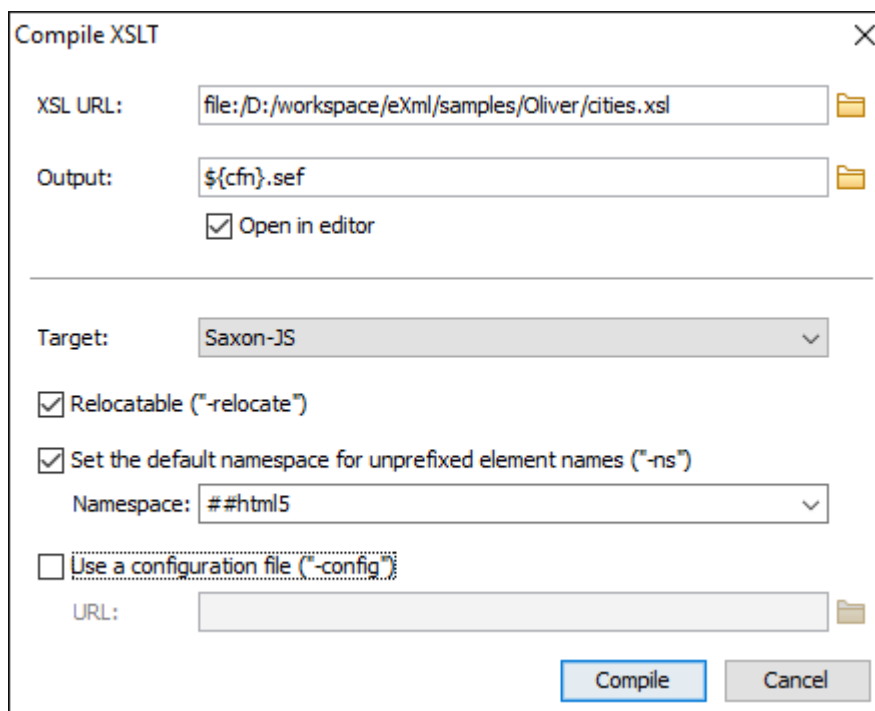 Compile XSLT
XSL URL: file:/D:/workspace/eXml/samples/Oliver/cities.xsl
Output: ${cfn}.sef
Open in editor
Target: Saxon-JS
Relocatable ("-relocate")
Set the default namespace for unprefixed element names ("-ns")
Namespace: ##html5
Use a configuration file ("-config")
URL:
Compile Cancel